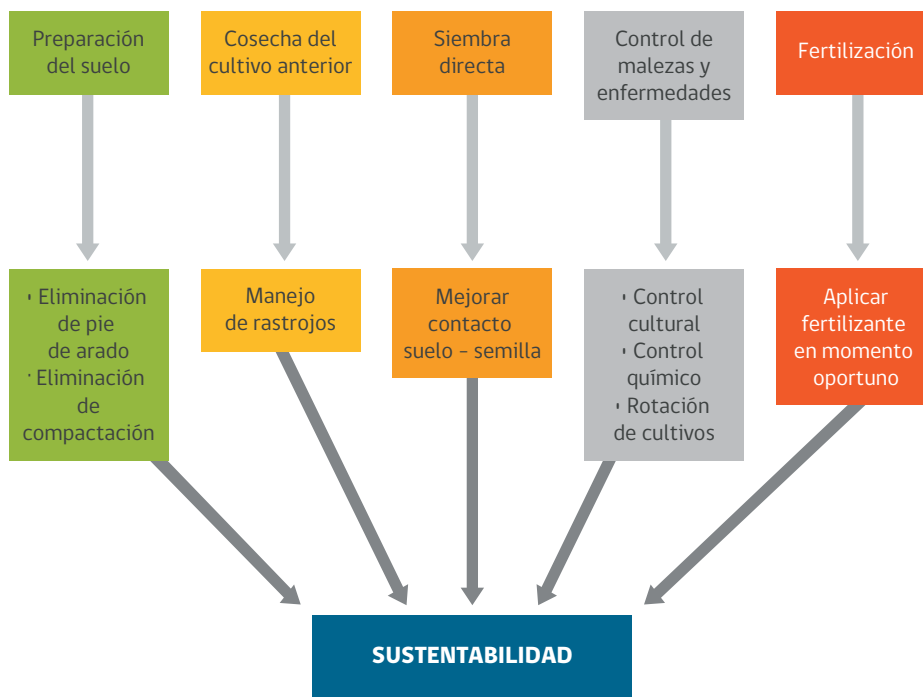 Preparación
del suelo
Cosecha del
cultivo anterior
Siembra
directa
Control de
malezas y
enfermedades
Fertilización
• Eliminación
de pie
de arado
• Eliminación
de
compactación
Manejo
de rastrojos
Mejorar
contacto
suelo - semilla
• Control
cultural
• Control
químico
• Rotación
de cultivos
Aplicar
fertilizante
en momento
oportuno
SUSTENTABILIDAD